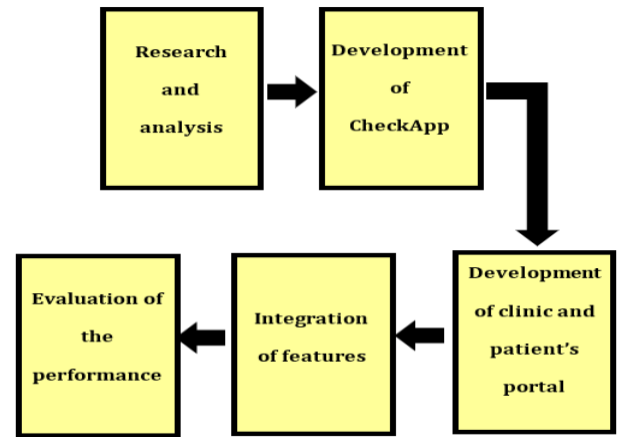 Research
and
analysis
Development
of
CheckApp
Development
of clinic and
patient's
portal
Integration
of features
Evaluation of
the
performance